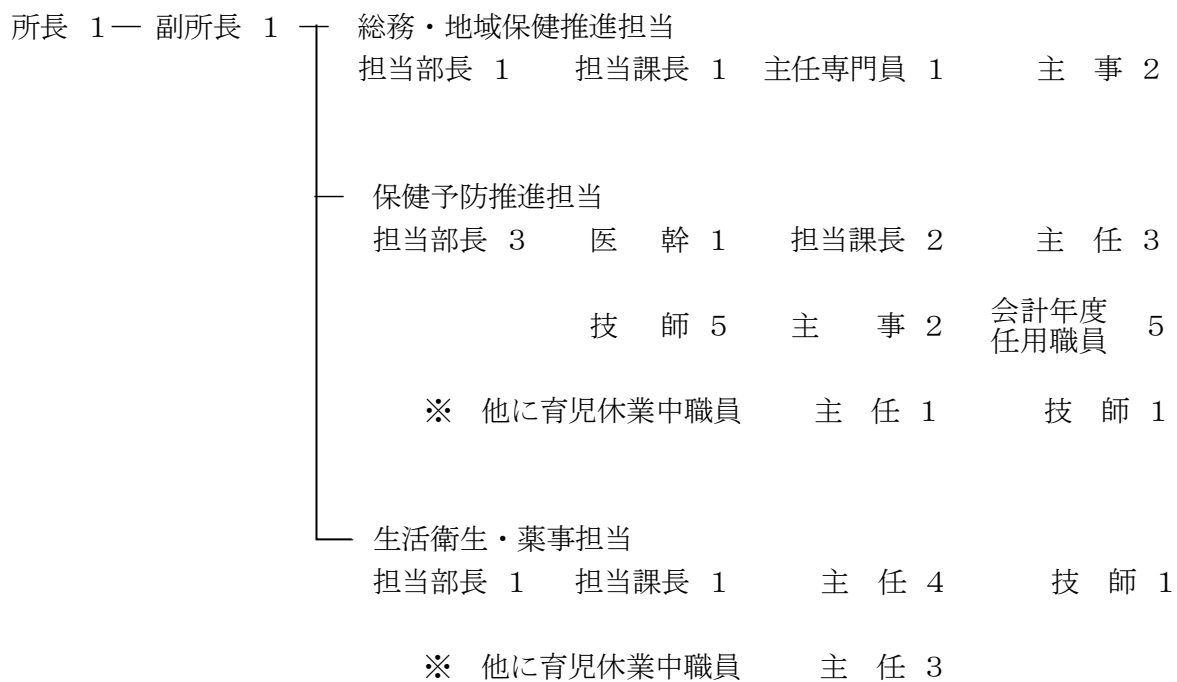 所長 1― 副所長 1 総務・地域保健推進担当
担当部長 1 担当課長 1 主任専門員 1 主 事 2
保健予防推進担当
担当部長 3 医 幹 1 担当課長 2 主 任 3
技 師 5 主 事 2 会計年度任用職員 5
※ 他に育児休業中職員 主 任 1 技 師 1
生活衛生・薬事担当
担当部長 1 担当課長 1 主 任 4 技 師 1
※ 他に育児休業中職員 主 任 3